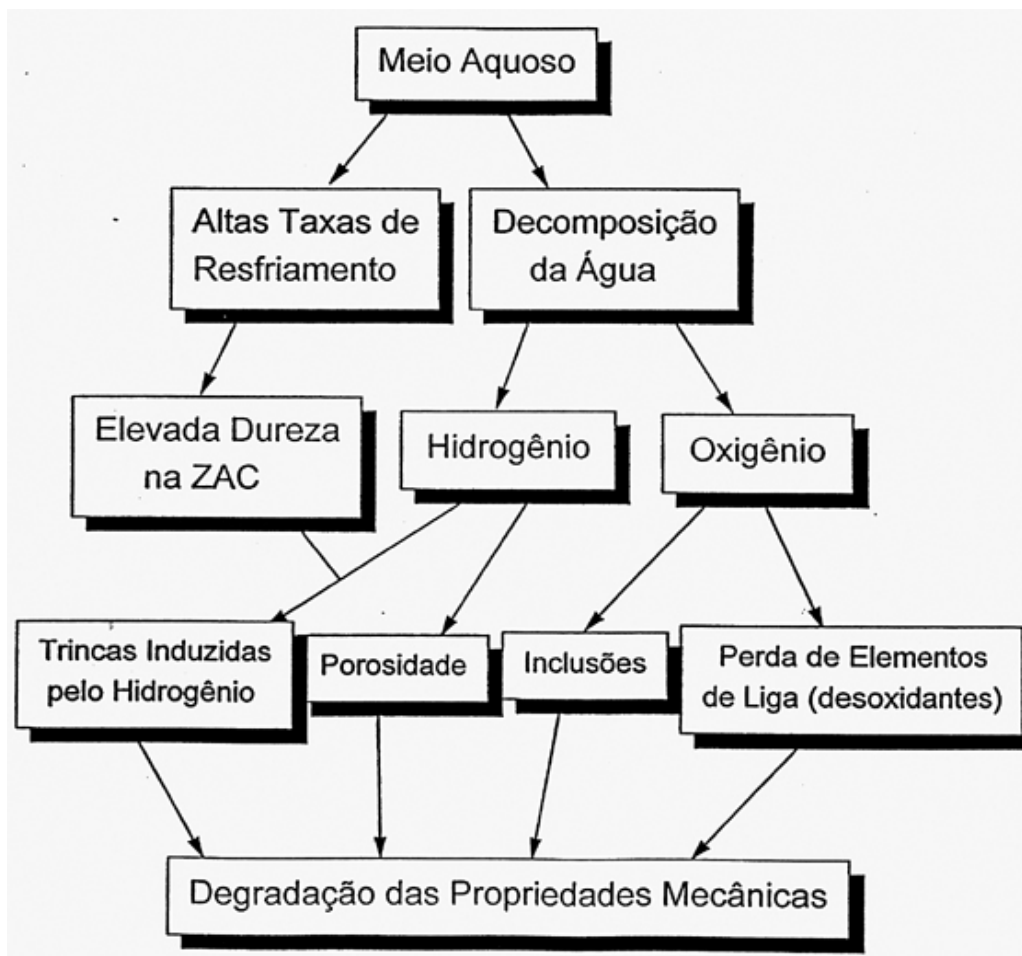 Meio Aquoso
Altas Taxas de
Resfriamento
Decomposição
da Água
Elevada Dureza
na ZAC
Hidrogênio
Oxigênio
Trincas Induzidas
pelo Hidrogênio
Porosidade
Inclusões
Perda de Elementos
de Liga (desoxidantes)
Degradação das Propriedades Mecânicas